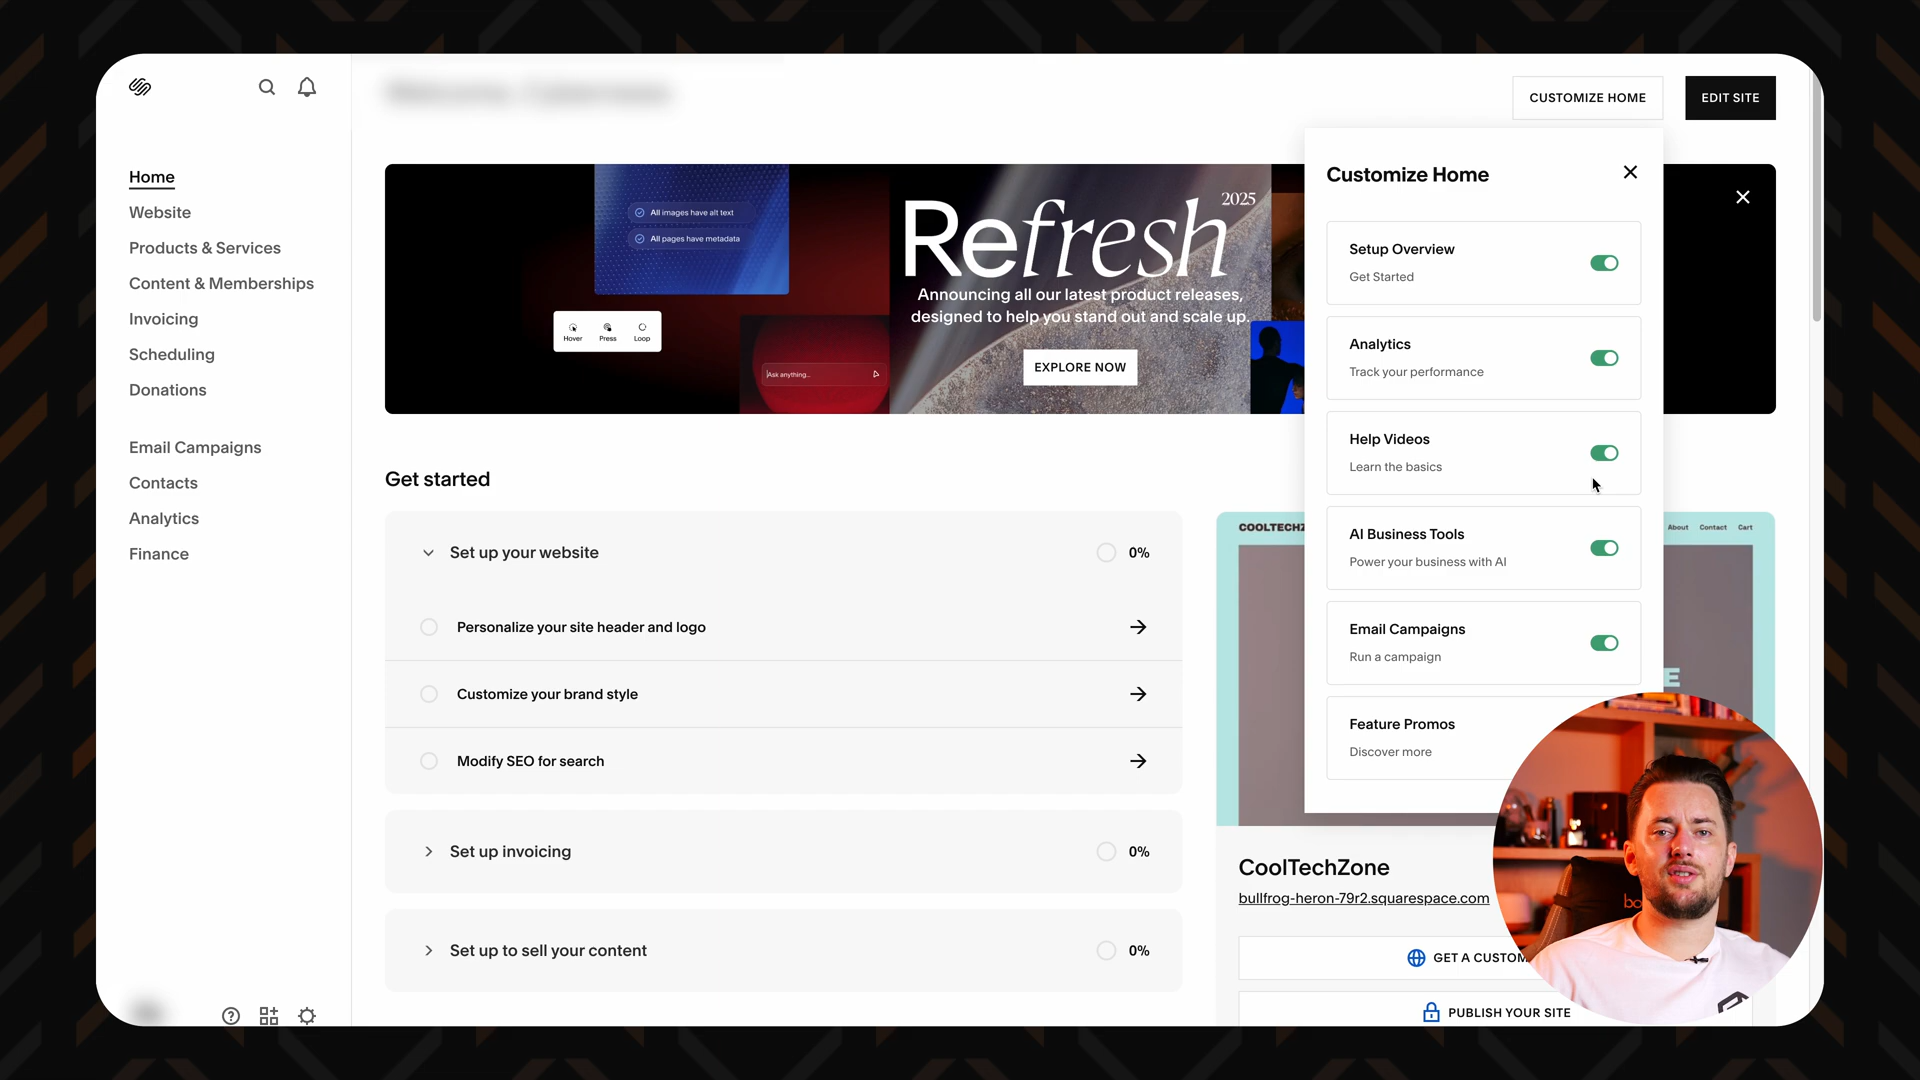 CUSTOMIZE HOME
EDIT SITE
Home
Website
Products & Services
Content & Memberships
Invoicing
Scheduling
Donations
Email Campaigns
Contacts
Analytics
Finance
All images have alt text
All pages have metadata
Hover
Press
Loop
Ask anything...
Refresh
2025
Announcing all our latest product releases,
designed to help you stand out and scale up.
EXPLORE NOW
Customize Home
Setup Overview
Get Started
Analytics
Track your performance
Help Videos
Learn the basics
AI Business Tools
Power your business with AI
Email Campaigns
Run a campaign
Feature Promos
Discover more
Get started
Set up your website
0%
Personalize your site header and logo
Customize your brand style
Modify SEO for search
Set up invoicing
0%
Set up to sell your content
0%
COOLTECHZ
About
Contact
Cart
E
CoolTechZone
bullfrog-heron-79r2.squarespace.com
GET A CUSTOM
PUBLISH YOUR SITE